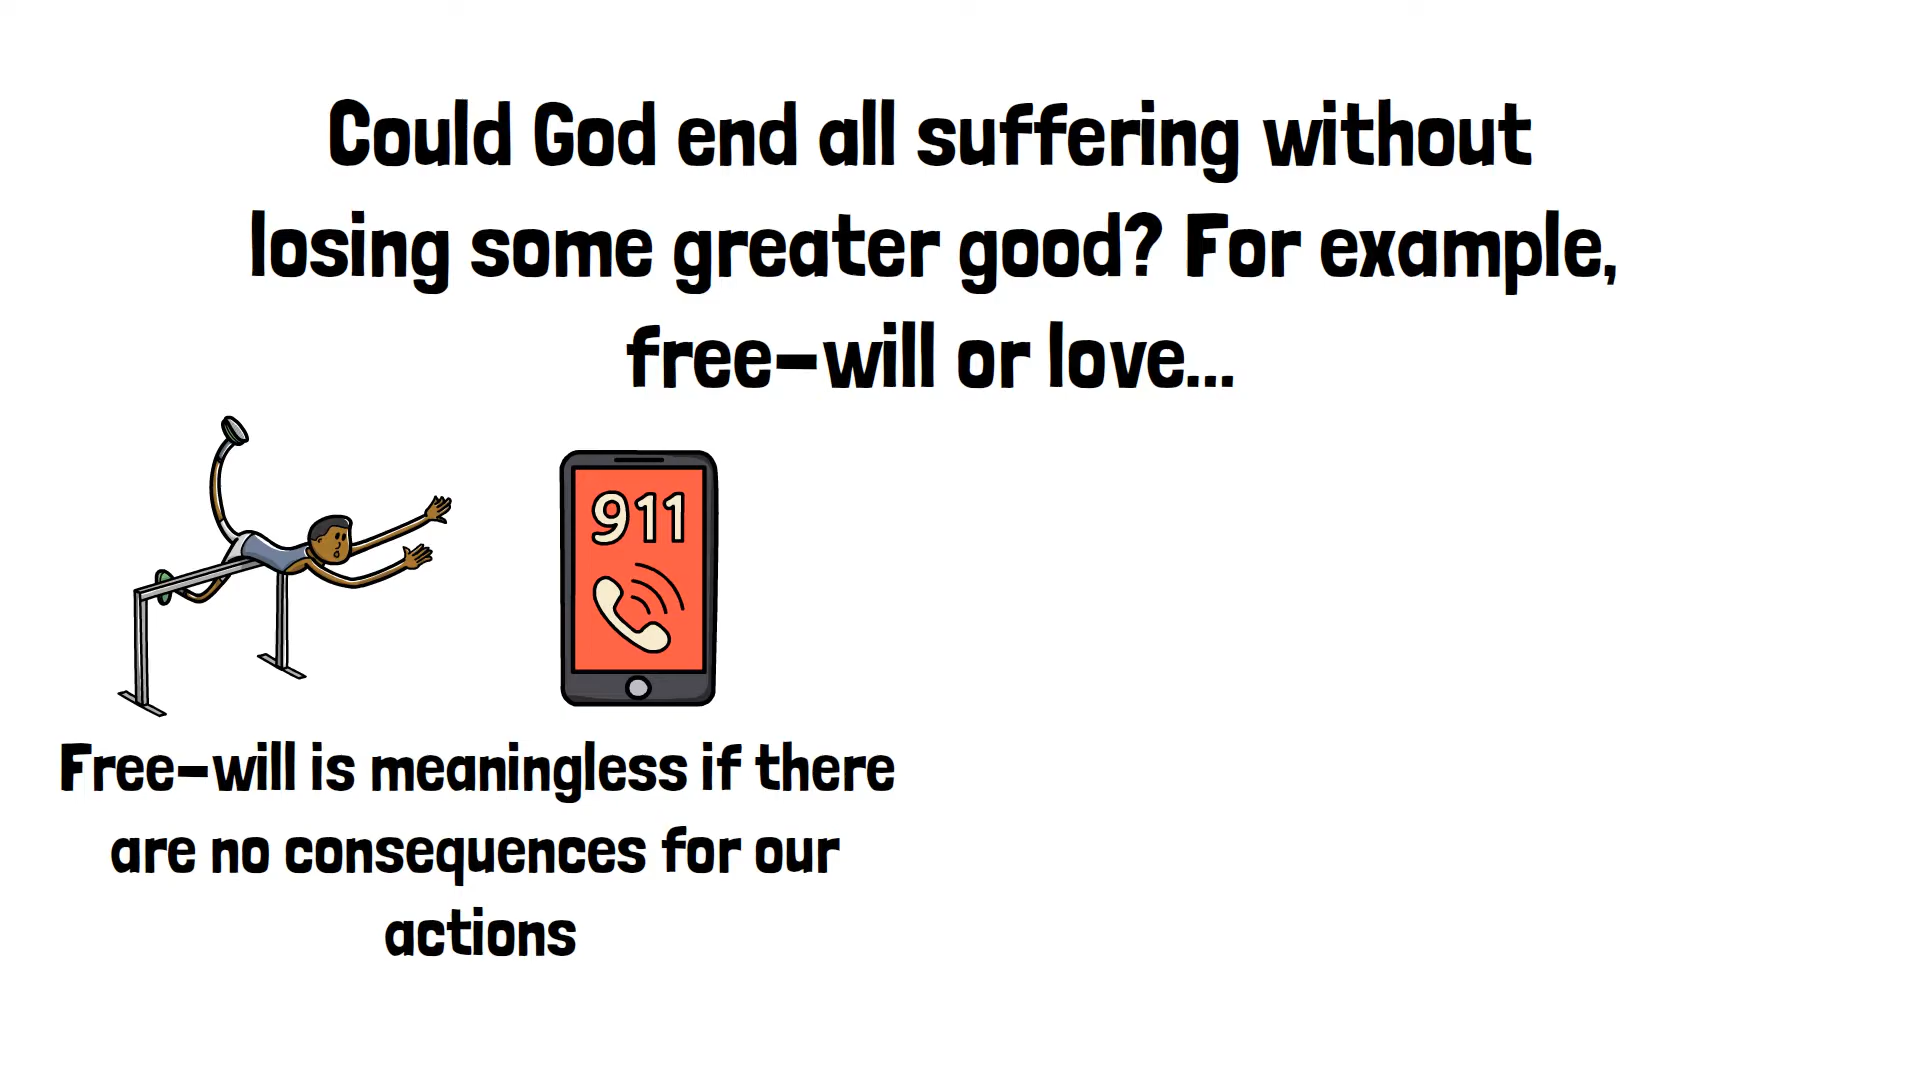 Could God end all suffering without
losing some greater good? For example,
free-will or love...
911
Free-will is meaningless if there
are no consequences for our
actions